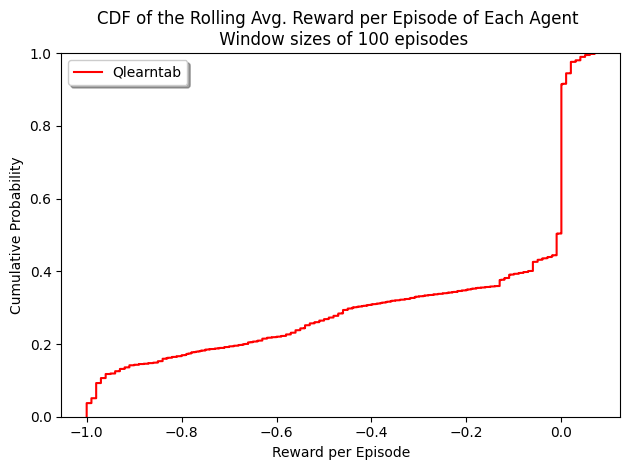 CDF of the Rolling Avg. Reward per Episode of Each Agent
Window sizes of 100 episodes
Qlearntab
1.0
0.8
0.6
0.4
0.2
0.0
Cumulative Probability
−1.0 −0.8 −0.6 −0.4 −0.2 0.0
Reward per Episode